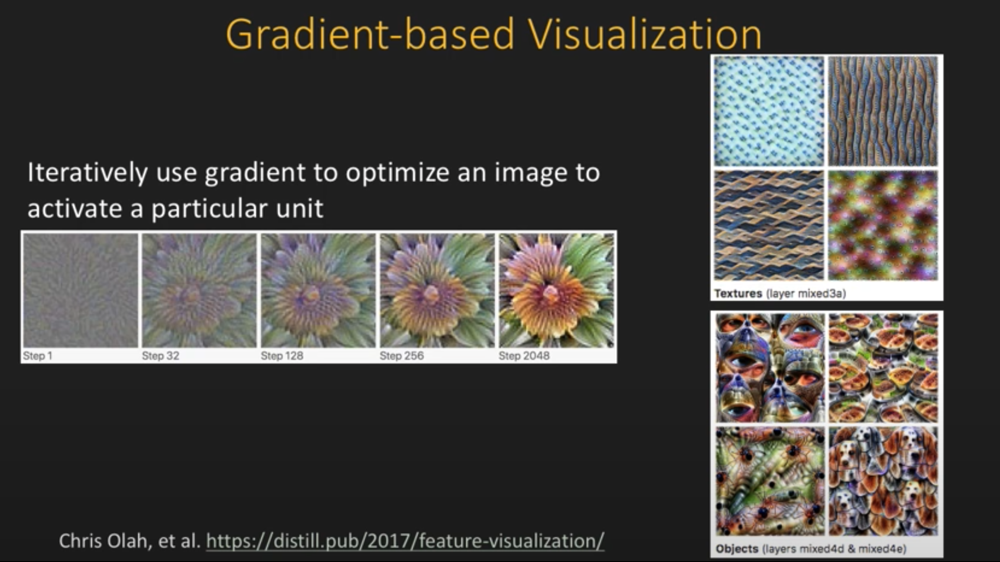 Gradient-based Visualization
Iteratively use gradient to optimize an image to
activate a particular unit
Step 1
Step 32
Step 128
Step 256
Step 2048
Textures (layer mixed3a)
Objects (layers mixed4d & mixed4e)
Chris Olah, et al. https://distill.pub/2017/feature-visualization/